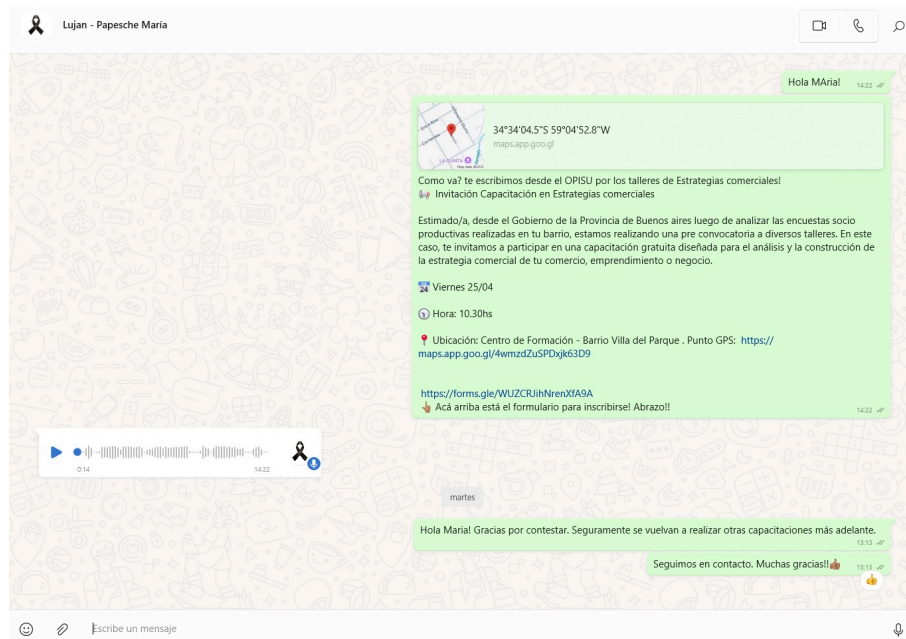 Lujan - Papesche María
Hola MAria!
14:22
34°34'04.5"S 59°04'52.8"W
maps.app.goo.gl
LA QUINTA
Como va? te escribimos desde el OPISU por los talleres de Estrategias comerciales!
Invitación Capacitación en Estrategias comerciales
Estimado/a, desde el Gobierno de la Provincia de Buenos aires luego de analizar las encuestas socio
productivas realizadas en tu barrio, estamos realizando una pre convocatoria a diversos talleres. En este
caso, te invitamos a participar en una capacitación gratuita diseñada para el análisis y la construcción de
la estrategia comercial de tu comercio, emprendimiento o negocio.
24 Viernes 25/04
Hora: 10.30hs
Ubicación: Centro de Formación - Barrio Villa del Parque . Punto GPS: https://
maps.app.goo.gl/4wmzdZuSPDxjk63D9
https://forms.gle/WUZCRJihNrenXfA9A
Acá arriba está el formulario para inscribirse! Abrazo!!
14:22
0:14
14:22
martes
Hola Maria! Gracias por contestar. Seguramente se vuelvan a realizar otras capacitaciones más adelante.
13:13
Seguimos en contacto. Muchas gracias!!
13:13
Escribe un mensaje